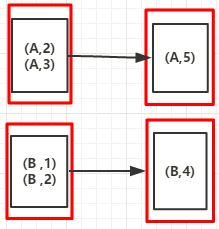 (A,2)
(A,3)
(A,5)
(B ,1)
(B ,2)
(B,4)